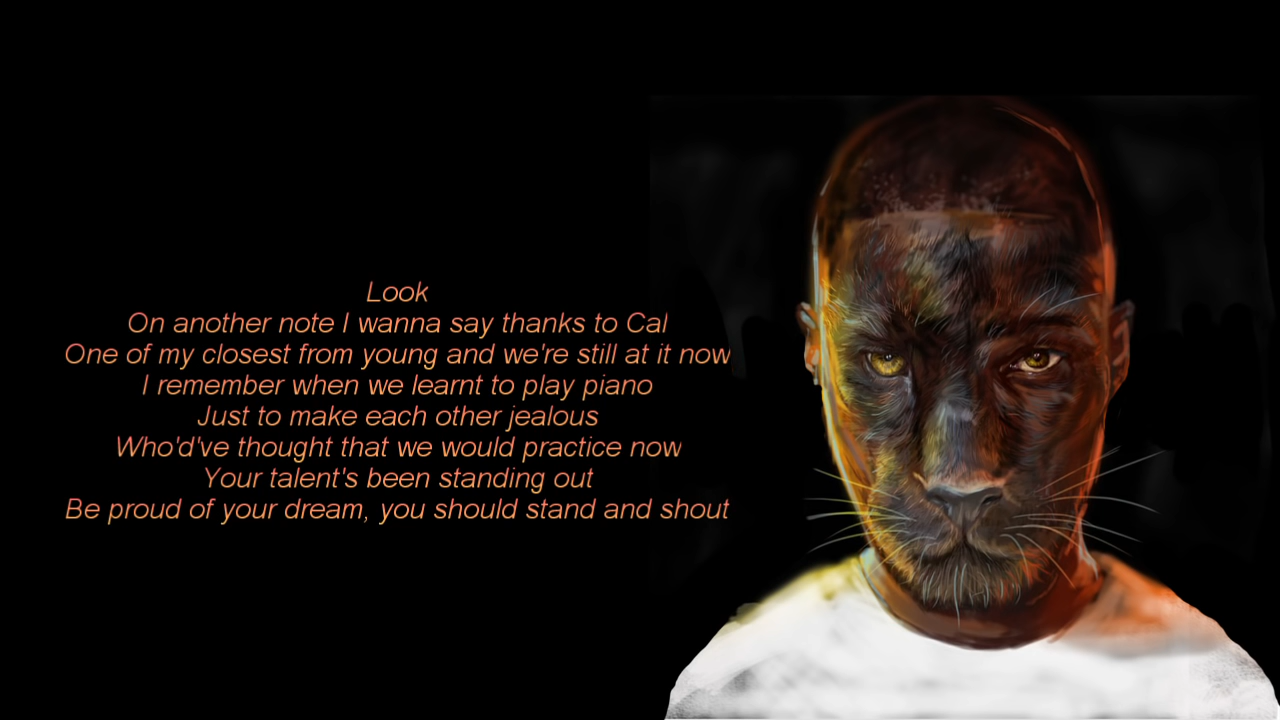 Look
On another note I wanna say thanks to Cal
One of my closest from young and we're still at it now
I remember when we learnt to play piano
Just to make each other jealous
Who'd've thought that we would practice now
Your talent's been standing out
Be proud of your dream, you should stand and shout